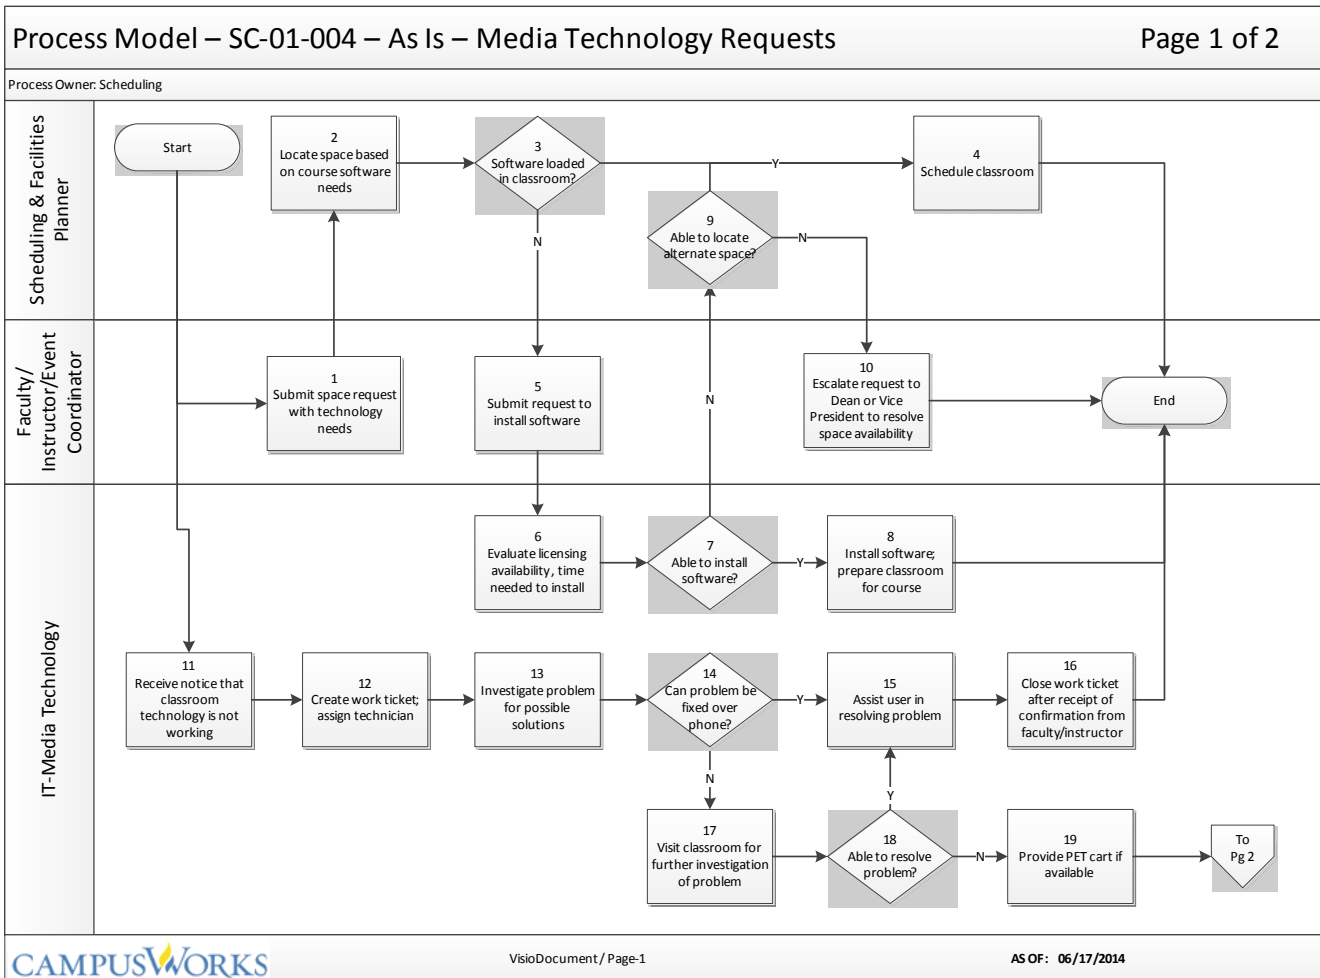 Process Model – SC-01-004 – As Is – Media Technology Requests
Page 1 of 2
Process Owner: Scheduling
Scheduling & Facilities
Planner
Start
2
Locate space based
on course software
needs
3
Software loaded
in classroom?
Y
4
Schedule classroom
N
9
Able to locate
alternate space?
N
Faculty/
Instructor/Event
Coordinator
1
Submit space request
with technology
needs
5
Submit request to
install software
N
10
Escalate request to
Dean or Vice
President to resolve
space availability
End
IT-Media Technology
6
Evaluate licensing
availability, time
needed to install
7
Able to install
software?
Y
8
Install software;
prepare classroom
for course
11
Receive notice that
classroom
technology is not
working
12
Create work ticket;
assign technician
13
Investigate problem
for possible
solutions
14
Can problem be
fixed over
phone?
Y
15
Assist user in
resolving problem
16
Close work ticket
after receipt of
confirmation from
faculty/instructor
N
Y
17
Visit classroom for
further investigation
of problem
18
Able to resolve
problem?
N
19
Provide PET cart if
available
To
Pg 2
CAMPUSWORKS
VisioDocument / Page-1
AS OF: 06/17/2014